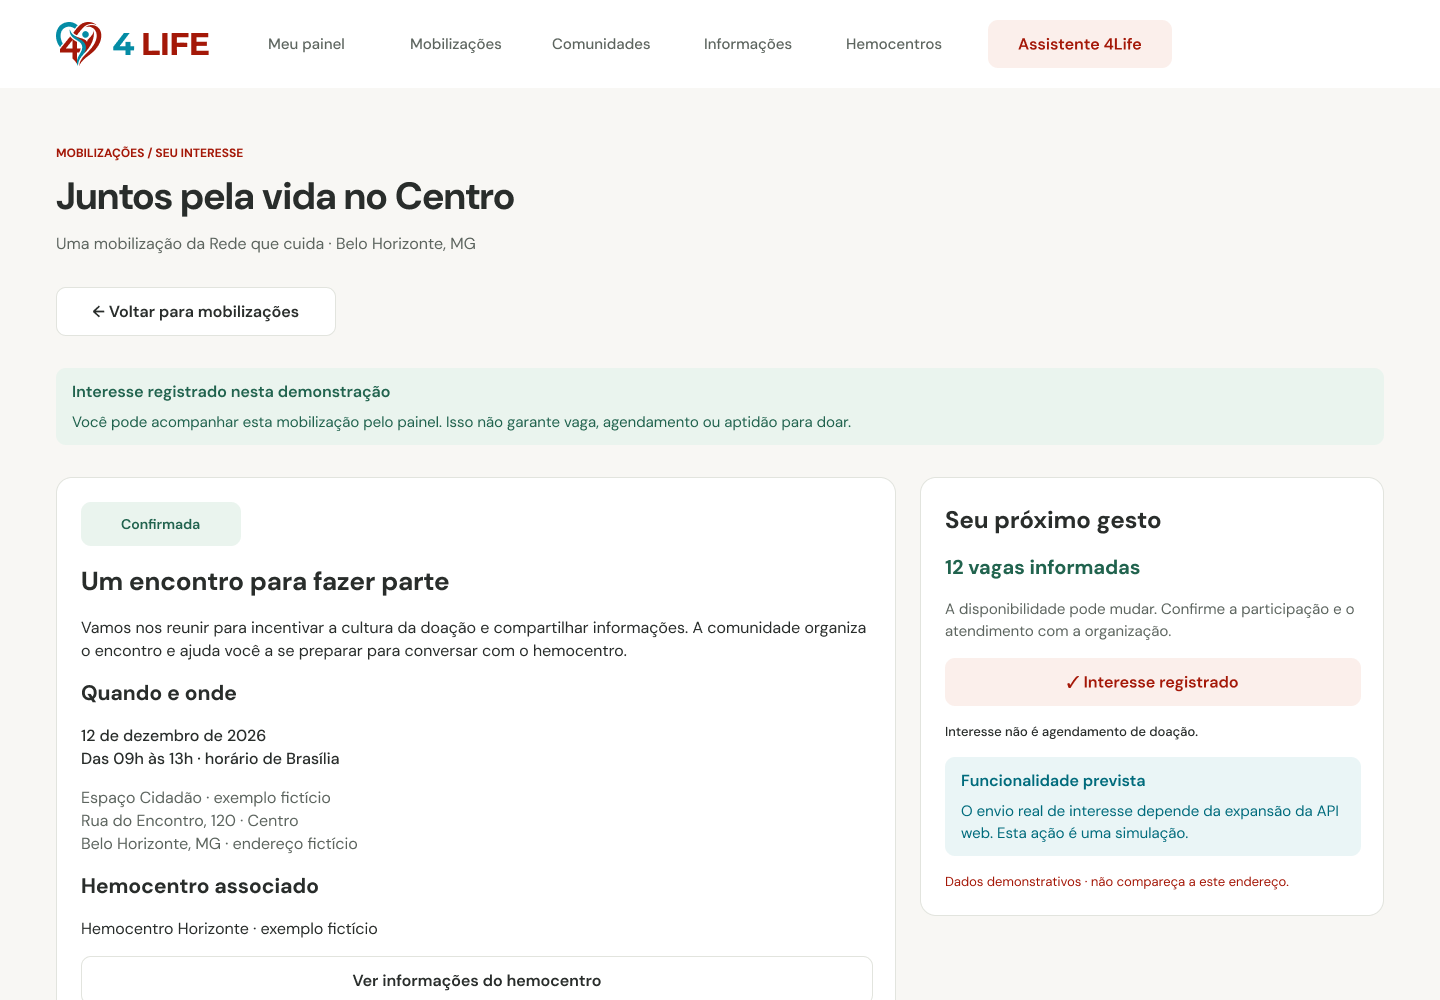 4 LIFE
Meu painel
Mobilizações
Comunidades
Informações
Hemocentros
Assistente 4Life
MOBILIZAÇÕES / SEU INTERESSE
Juntos pela vida no Centro
Uma mobilização da Rede que cuida · Belo Horizonte, MG
← Voltar para mobilizações
Interesse registrado nesta demonstração
Você pode acompanhar esta mobilização pelo painel. Isso não garante vaga, agendamento ou aptidão para doar.
Confirmada
Um encontro para fazer parte
Vamos nos reunir para incentivar a cultura da doação e compartilhar informações. A comunidade organiza
o encontro e ajuda você a se preparar para conversar com o hemocentro.
Quando e onde
12 de dezembro de 2026
Das 09h às 13h · horário de Brasília
Espaço Cidadão · exemplo fictício
Rua do Encontro, 120 · Centro
Belo Horizonte, MG · endereço fictício
Hemocentro associado
Hemocentro Horizonte · exemplo fictício
Ver informações do hemocentro
Seu próximo gesto
12 vagas informadas
A disponibilidade pode mudar. Confirme a participação e o
atendimento com a organização.
✓ Interesse registrado
Interesse não é agendamento de doação.
Funcionalidade prevista
O envio real de interesse depende da expansão da API
web. Esta ação é uma simulação.
Dados demonstrativos · não compareça a este endereço.